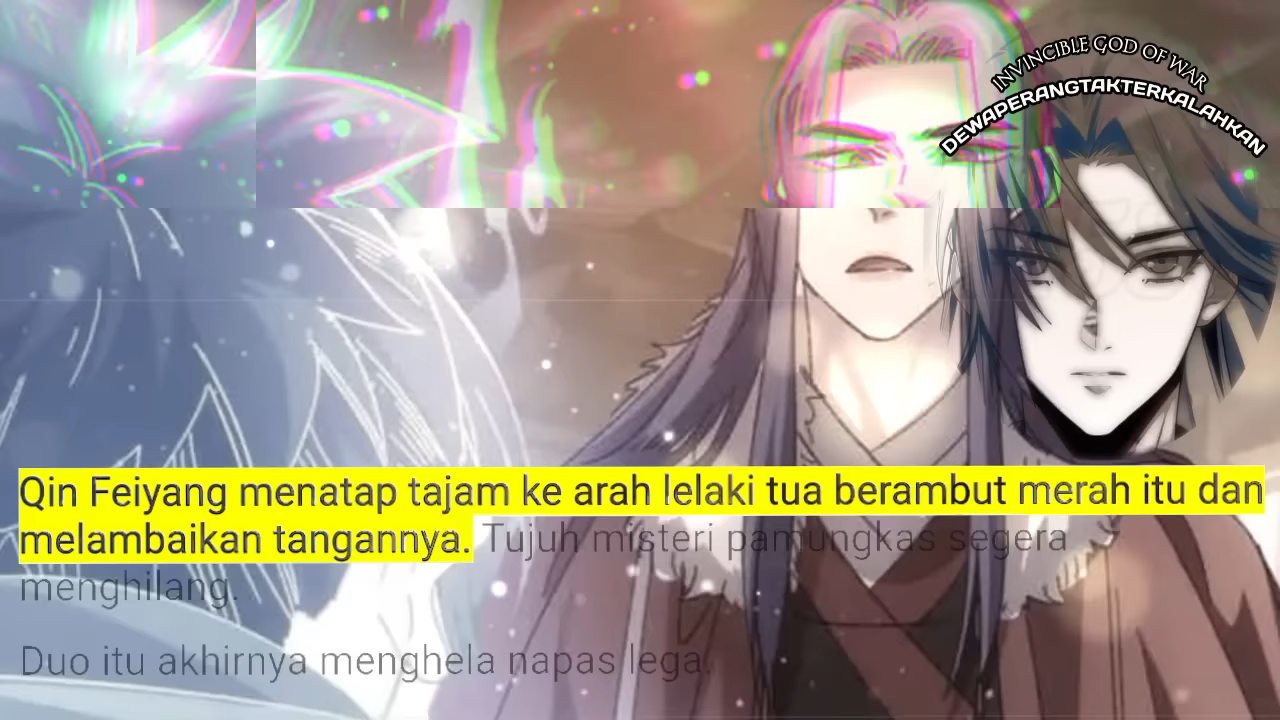 INVINCIBLE GOD OF WAR
DEWAPERANGTAKTERKALAHKAN
Qin Feiyang menatap tajam ke arah lelaki tua berambut merah itu dan
melambaikan tangannya. Tujuh misteri pamungkas segera
menghilang.
Duo itu akhirnya menghela napas lega.